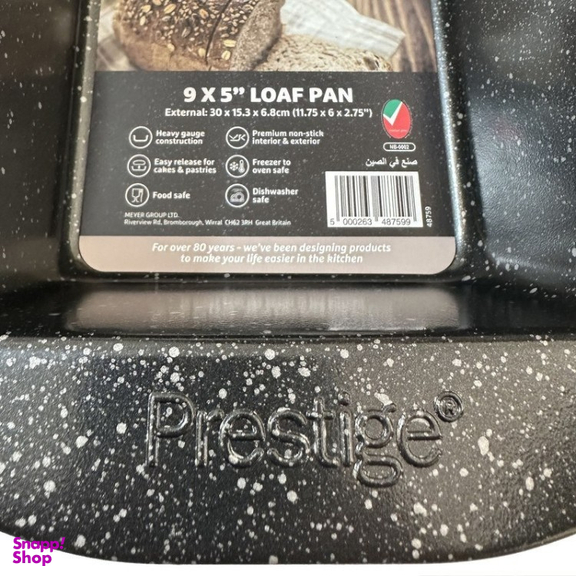 9 X 5” LOAF PAN
External: 30 x 15.3 x 6.8cm (11.75 x 6 x 2.75")
Heavy gauge
construction
Premium non-stick
interior & exterior
Easy release for
cakes & pastries
Freezer to
oven safe
Food safe
Dishwasher
safe
HB-0002
صنع في الصين
MEYER GROUP LTD.
Riverview Rd, Bromborough, Wirral CH62 3RH Great Britain
5 000263 487599
48759
For over 80 years - we've been designing products
to make your life easier in the kitchen
Prestige®
Snapp!
Shop